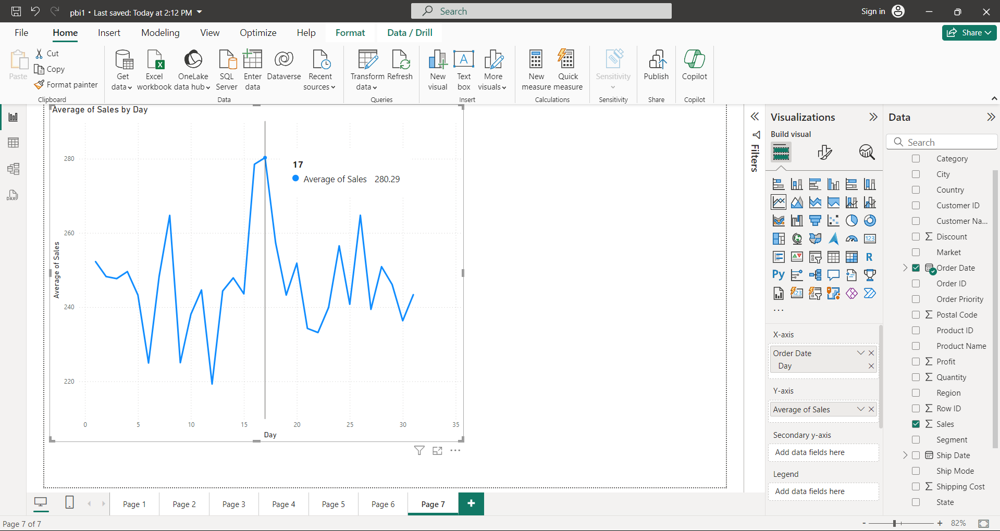 pbi1 • Last saved: Today at 2:12 PM
Search
Sign in
File
Home
Insert
Modeling
View
Optimize
Help
Format
Data / Drill
Share
Paste
Cut
Copy
Format painter
Clipboard
Get data
Excel workbook
OneLake data hub
SQL Server
Enter data
Dataverse
Recent sources
Data
Transform data
Refresh
Queries
New visual
Text box
More visuals
Insert
New measure
Quick measure
Calculations
Sensitivity
Sensitivity
Publish
Share
Copilot
Copilot
DAX
Average of Sales by Day
280
260
240
220
Average of Sales
17
Average of Sales 280.29
0 5 10 15 20 25 30 35
Day
Filters
Visualizations
Build visual
123
R
Py
123
...
X-axis
Order Date
Day
Y-axis
Average of Sales
Secondary y-axis
Add data fields here
Legend
Add data fields here
Data
Search
Category
City
Country
Customer ID
Customer Na...
Discount
Market
Order Date
Order ID
Order Priority
Postal Code
Product ID
Product Name
Profit
Quantity
Region
Row ID
Sales
Segment
Ship Date
Ship Mode
Shipping Cost
State
Page 1
Page 2
Page 3
Page 4
Page 5
Page 6
Page 7
Page 7 of 7
- + 82%